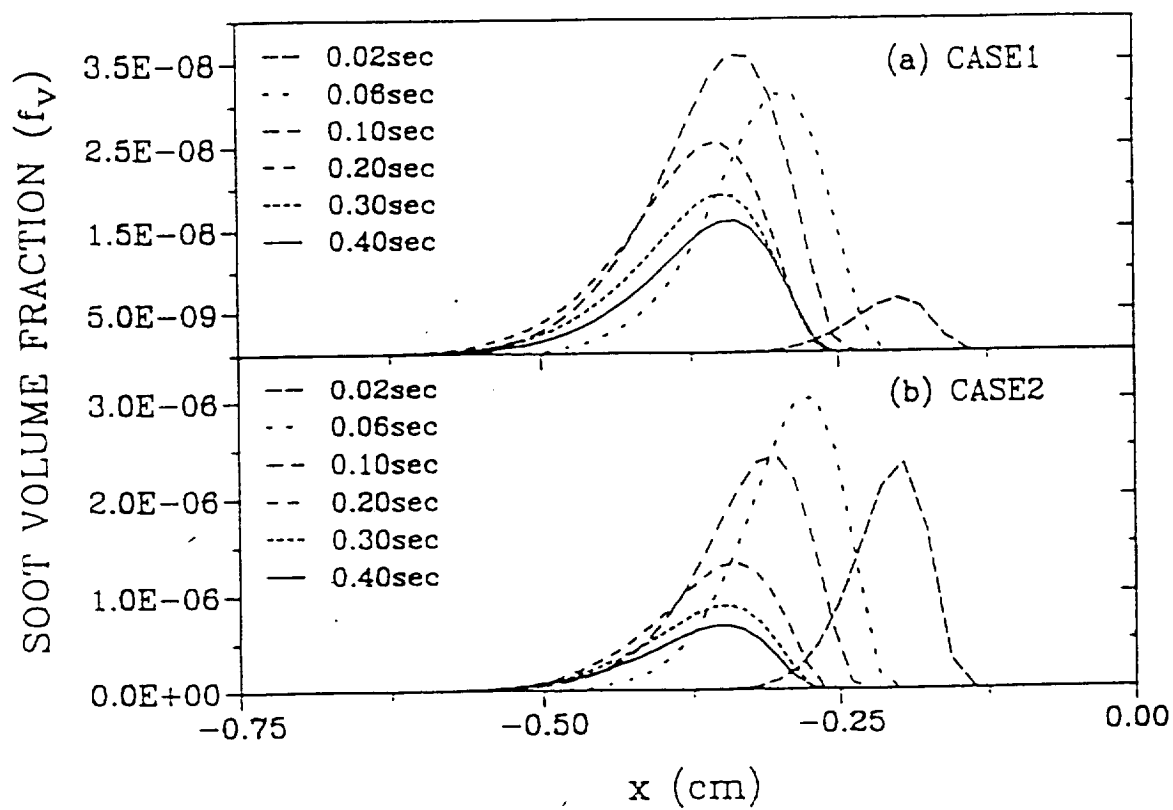 SOOT VOLUME FRACTION (fv)
(a) CASE1
3.5E-08
2.5E-08
1.5E-08
5.0E-09
0.02sec
0.06sec
0.10sec
0.20sec
0.30sec
0.40sec
(b) CASE2
3.0E-06
2.0E-06
1.0E-06
0.0E+00
0.02sec
0.06sec
0.10sec
0.20sec
0.30sec
0.40sec
-0.75
-0.50
-0.25
0.00
x (cm)